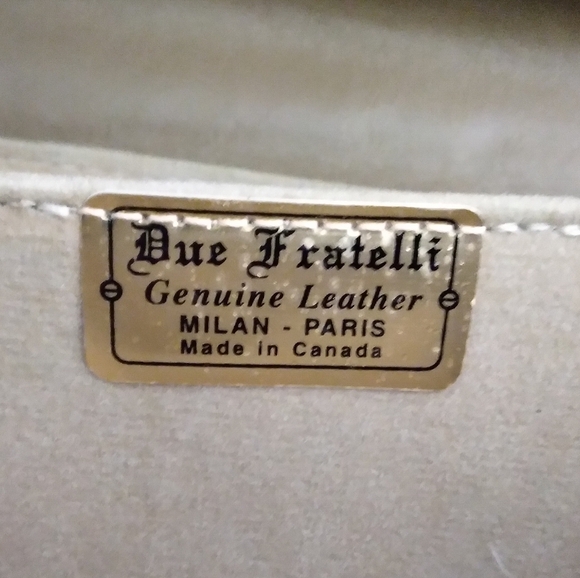 Due Fratelli
Genuine Leather
MILAN - PARIS
Made in Canada